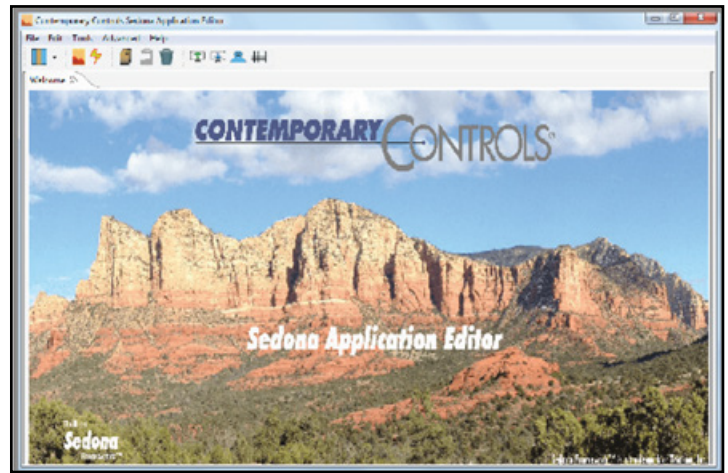 Contemporary Controls Sedona Application Editor
File Edit Tools Advanced Help
Welcome
CONTEMPORARY CONTROLS®
Sedona Application Editor
Sedona